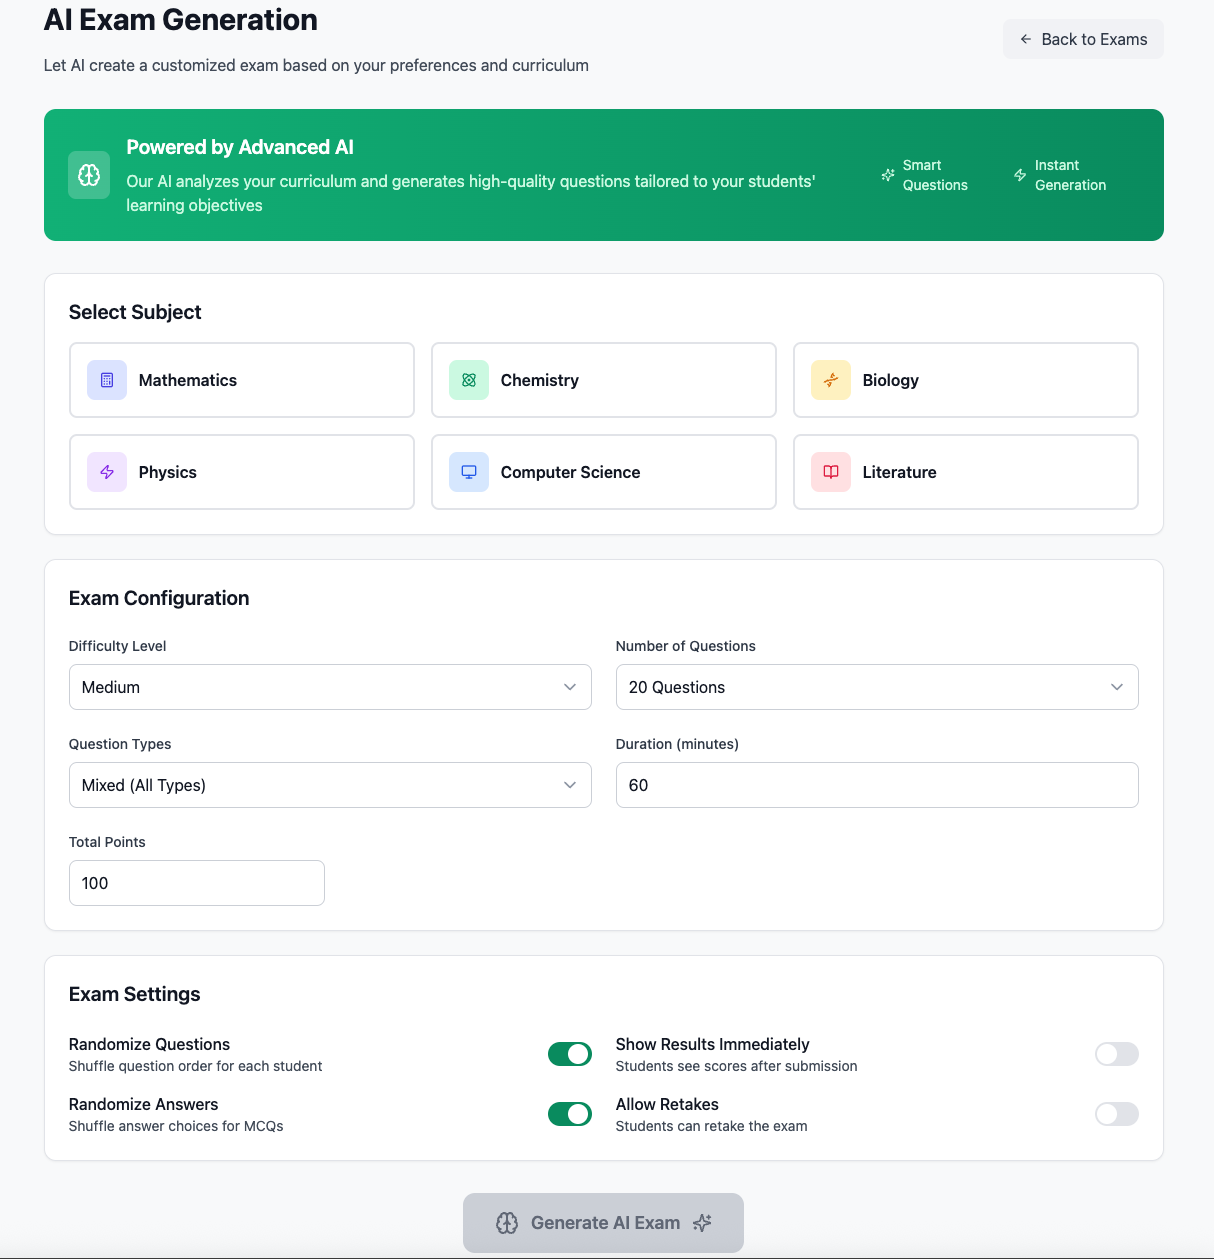 AI Exam Generation
Back to Exams
Let AI create a customized exam based on your preferences and curriculum
Powered by Advanced AI
Our AI analyzes your curriculum and generates high-quality questions tailored to your students'
learning objectives
Smart
Questions
Instant
Generation
Select Subject
Mathematics
Chemistry
Biology
Physics
Computer Science
Literature
Exam Configuration
Difficulty Level
Medium
Number of Questions
20 Questions
Question Types
Mixed (All Types)
Duration (minutes)
60
Total Points
100
Exam Settings
Randomize Questions
Shuffle question order for each student
Show Results Immediately
Students see scores after submission
Randomize Answers
Shuffle answer choices for MCQs
Allow Retakes
Students can retake the exam
Generate AI Exam